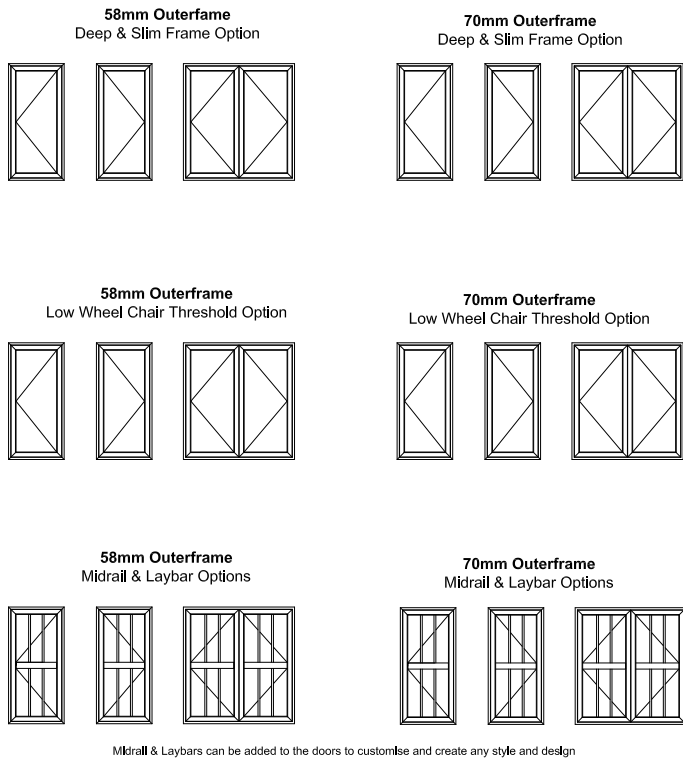 58mm Outerfame
Deep & Slim Frame Option
70mm Outerframe
Deep & Slim Frame Option
58mm Outerframe
Low Wheel Chair Threshold Option
70mm Outerframe
Low Wheel Chair Threshold Option
58mm Outerframe
Midrail & Laybar Options
70mm Outerframe
Midrail & Laybar Options
Midrail & Laybars can be added to the doors to customise and create any style and design